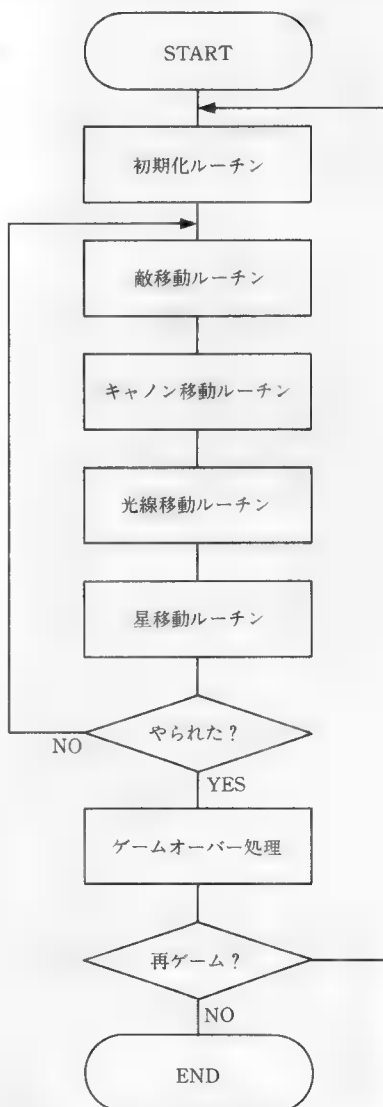 START
初期化ルーチン
敵移動ルーチン
キャノン移動ルーチン
光線移動ルーチン
星移動ルーチン
やられた?
NO
YES
ゲームオーバー処理
再ゲーム?
NO
END